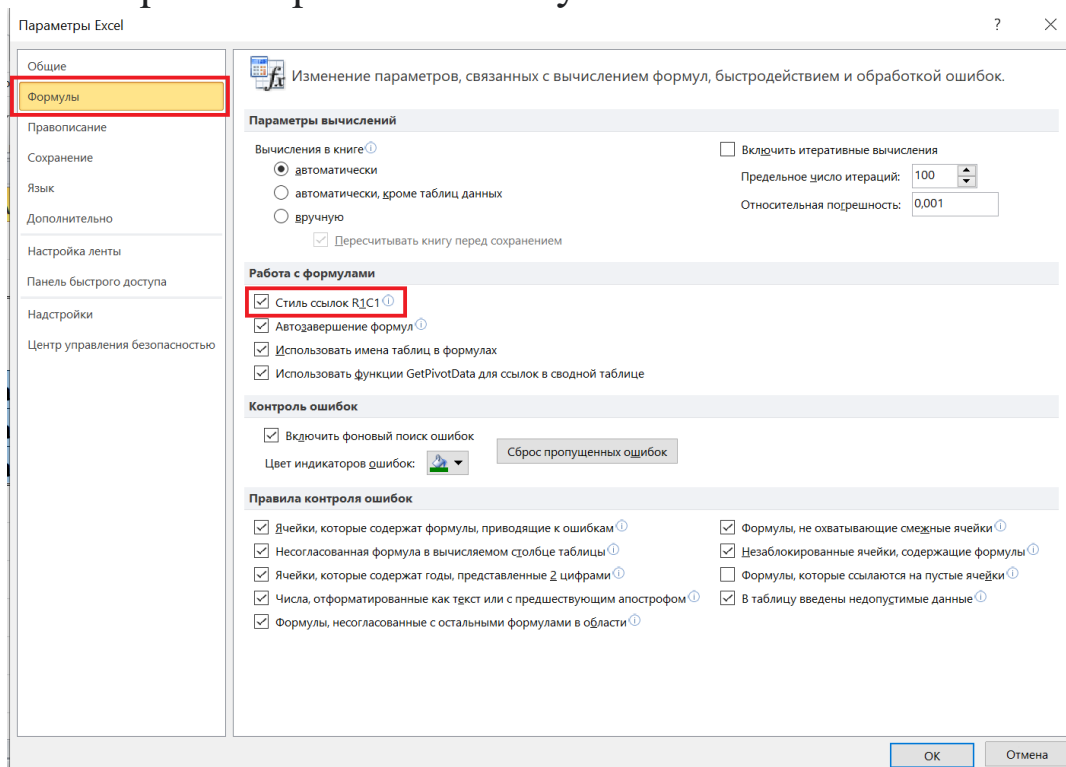 Параметры Excel
?
Общие
Формулы
Правописание
Сохранение
Язык
Дополнительно
Настройка ленты
Панель быстрого доступа
Надстройки
Центр управления безопасностью
Изменение параметров, связанных с вычислением формул, быстродействием и обработкой ошибок.
Параметры вычислений
Вычисления в книге
автоматически
автоматически, кроме таблиц данных
вручную
Пересчитывать книгу перед сохранением
Включить итеративные вычисления
Предельное число итераций: 100
Относительная погрешность: 0,001
Работа с формулами
Стиль ссылок R1C1
Автозавершение формул
Использовать имена таблиц в формулах
Использовать функции GetPivotData для ссылок в сводной таблице
Контроль ошибок
Включить фоновый поиск ошибок
Цвет индикаторов ошибок:
Сброс пропущенных ошибок
Правила контроля ошибок
Ячейки, которые содержат формулы, приводящие к ошибкам
Несогласованная формула в вычисляемом столбце таблицы
Ячейки, которые содержат годы, представленные 2 цифрами
Числа, отформатированные как текст или с предшествующим апострофом
Формулы, несогласованные с остальными формулами в области
Формулы, не охватывающие смежные ячейки
Незаблокированные ячейки, содержащие формулы
Формулы, которые ссылаются на пустые ячейки
В таблицу введены недопустимые данные
ОК
Отмена